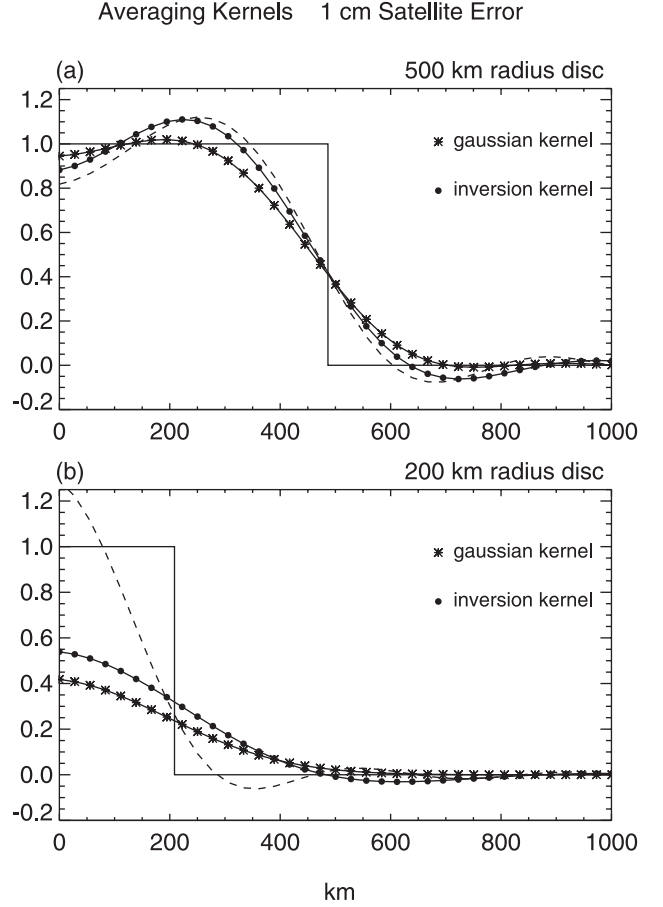 Averaging Kernels 1 cm Satellite Error
(a) 500 km radius disc
1.2
1.0
0.8
0.6
0.4
0.2
0.0
-0.2
gaussian kernel
inversion kernel
0 200 400 600 800 1000
(b) 200 km radius disc
1.2
1.0
0.8
0.6
0.4
0.2
0.0
-0.2
gaussian kernel
inversion kernel
0 200 400 600 800 1000
km